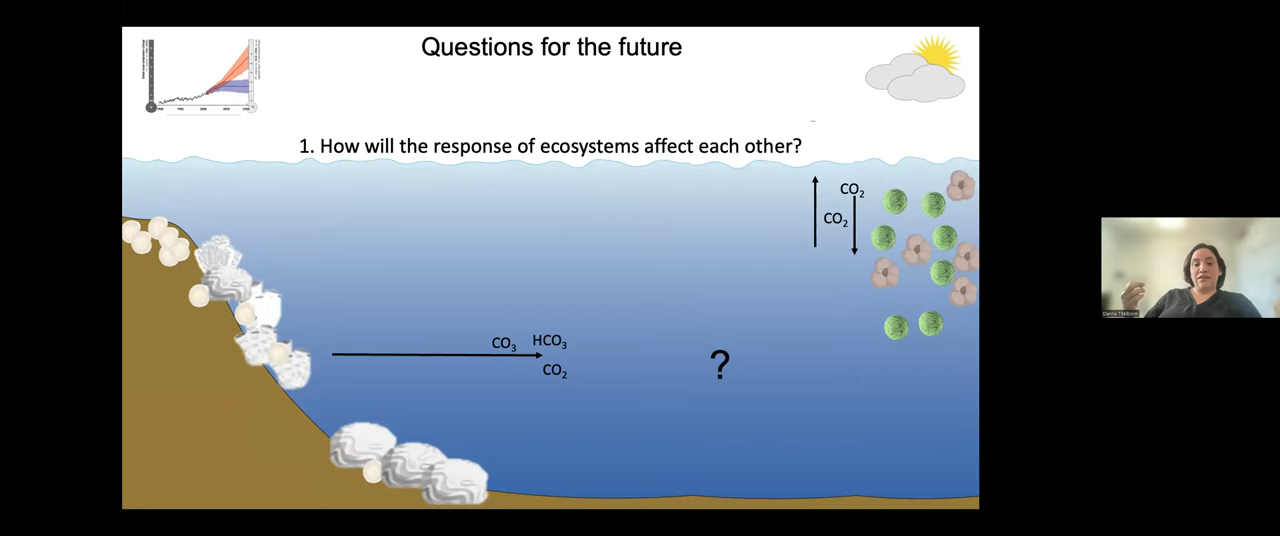 Questions for the future
1. How will the response of ecosystems affect each other?
CO2
CO2
CO3 HCO3
CO2
?